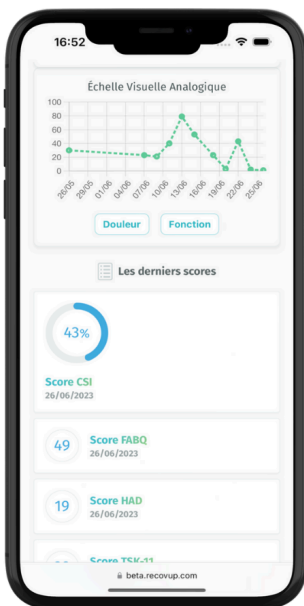 16:52
Échelle Visuelle Analogique
100
80
60
40
20
0
26/05
29/05
01/06
04/06
07/06
10/06
13/06
16/06
19/06
22/06
25/06
Douleur
Fonction
Les derniers scores
43%
Score CSI
26/06/2023
49
Score FABQ
26/06/2023
19
Score HAD
26/06/2023
Score TSK-11
beta.recovup.com